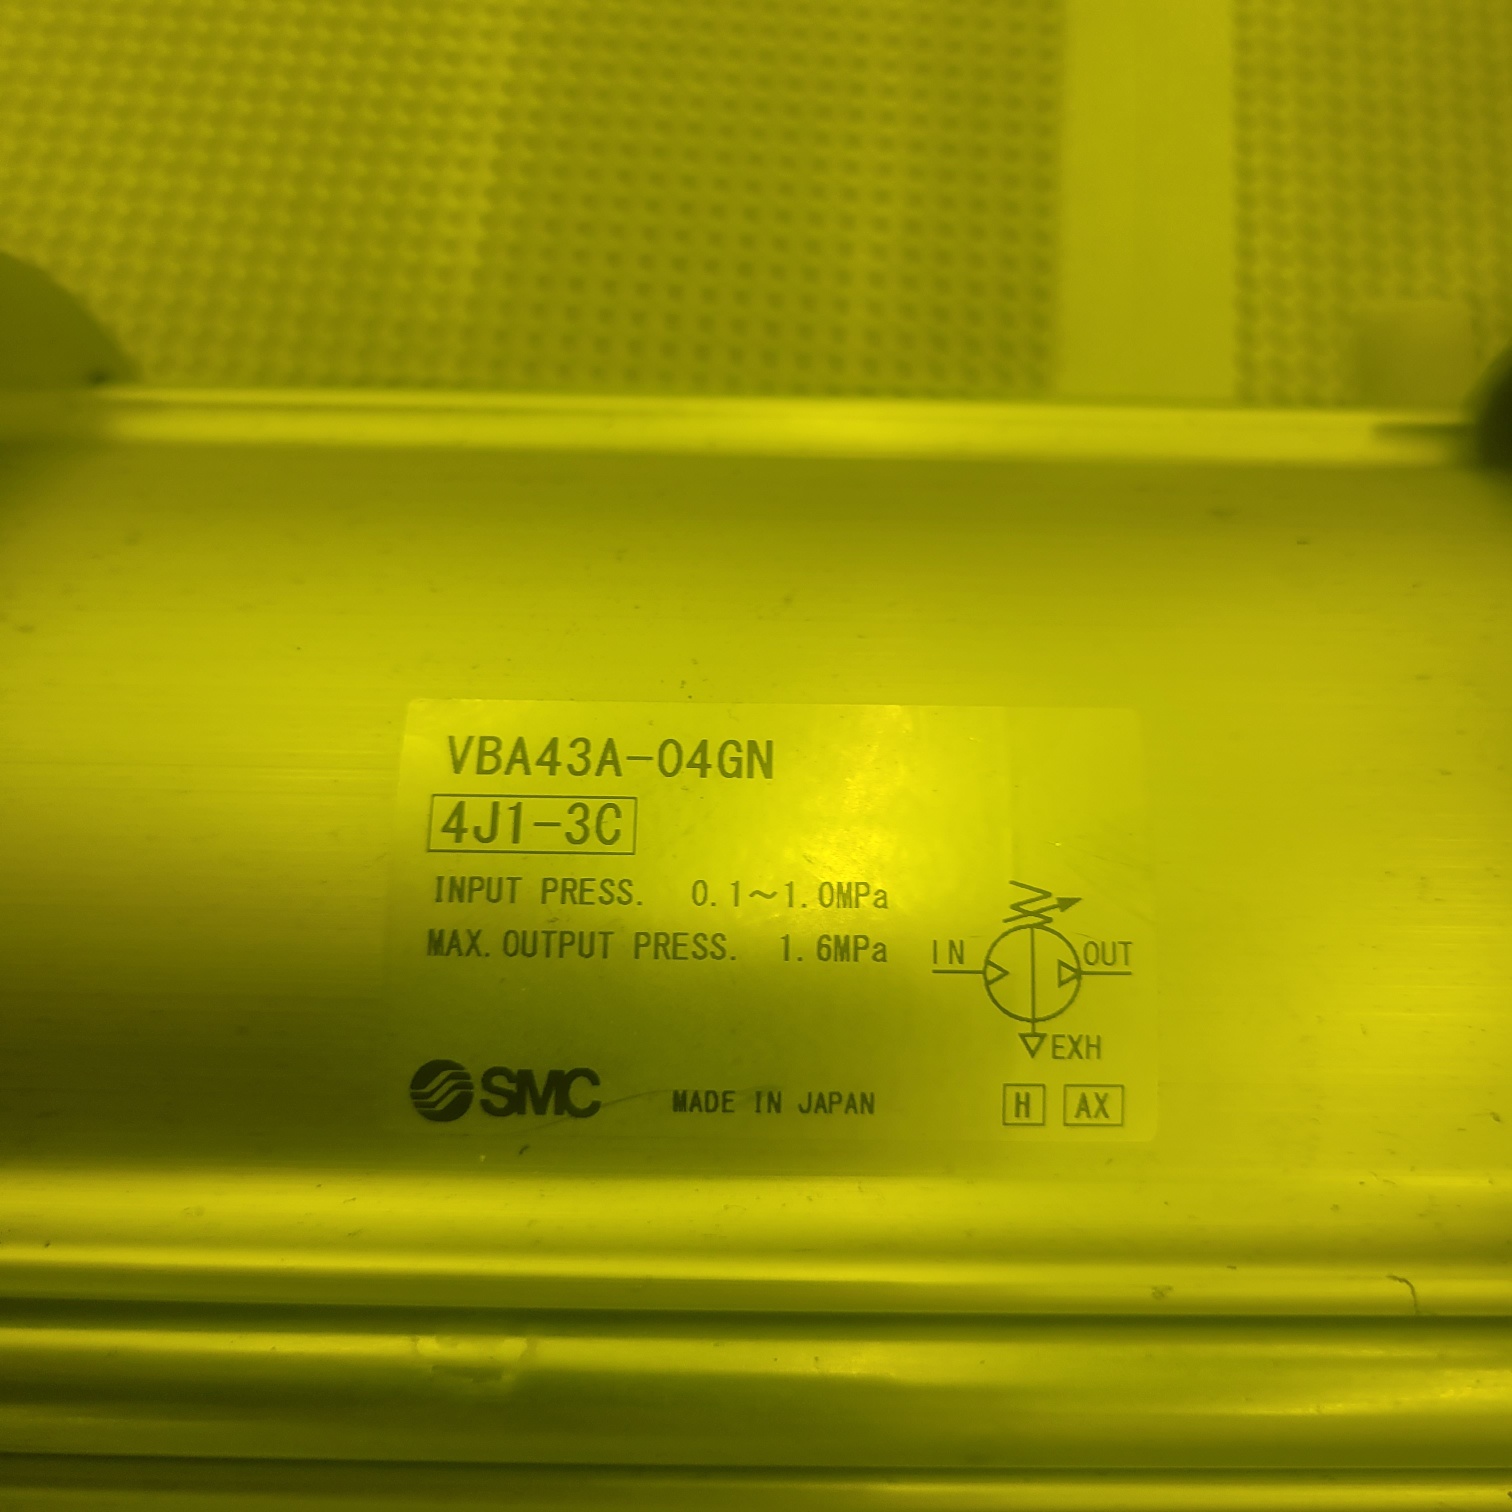 VBA43A-04GN
4J1-3C
INPUT PRESS. 0.1~1.0MPa
MAX. OUTPUT PRESS. 1.6MPa
IN
OUT
EXH
SMC
MADE IN JAPAN
H AX